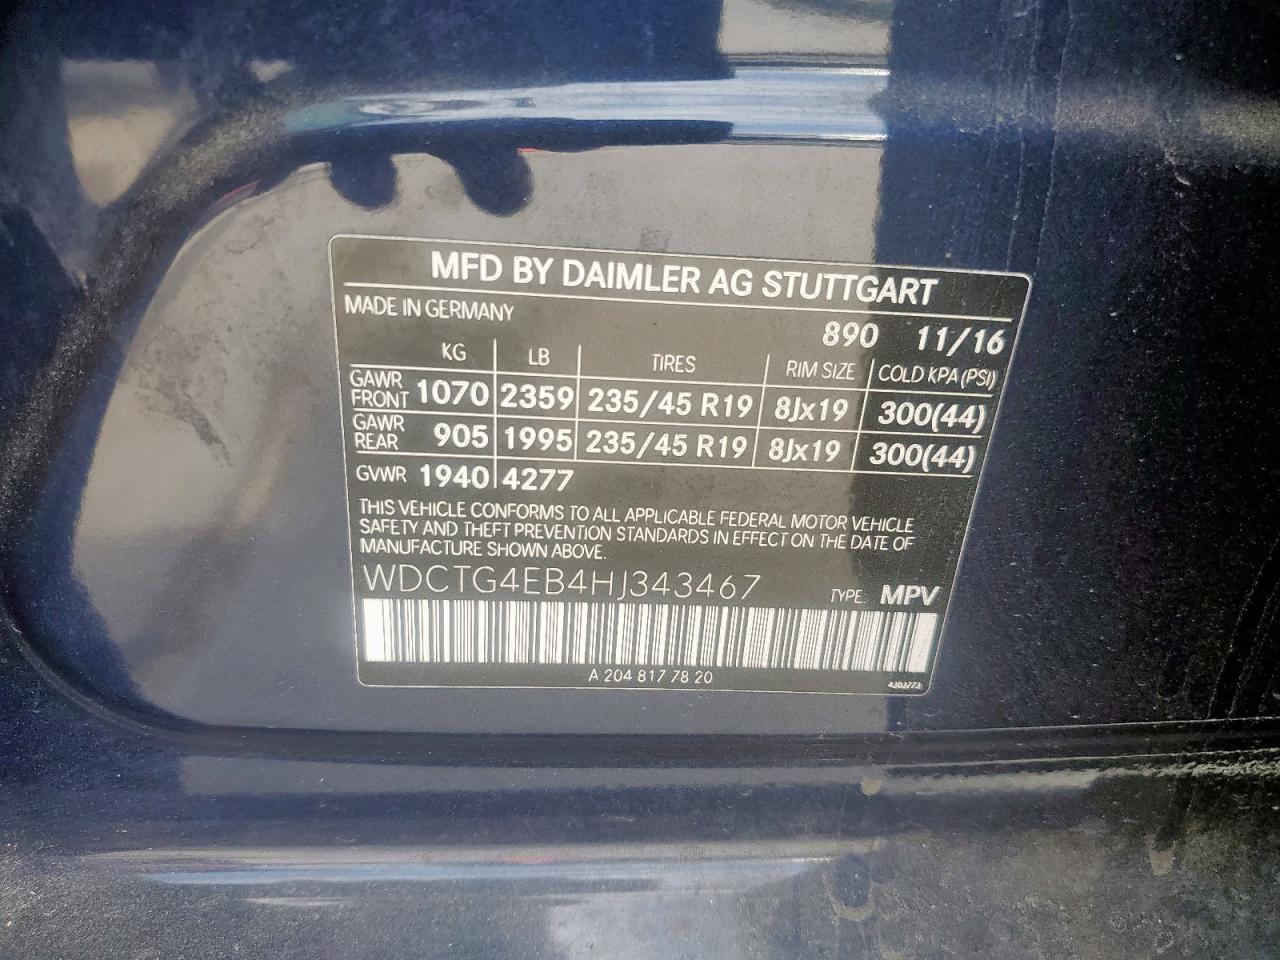 MFD BY DAIMLER AG STUTTGART
MADE IN GERMANY
890 11/16
KG LB TIRES RIM SIZE COLD KPA (PSI)
GAWR FRONT 1070 2359 235/45 R19 8Jx19 300(44)
GAWR REAR 905 1995 235/45 R19 8Jx19 300(44)
GVWR 1940 4277
THIS VEHICLE CONFORMS TO ALL APPLICABLE FEDERAL MOTOR VEHICLE
SAFETY AND THEFT PREVENTION STANDARDS IN EFFECT ON THE DATE OF
MANUFACTURE SHOWN ABOVE.
WDCTG4EB4HJ343467 TYPE: MPV
A 204 817 78 20
4303773